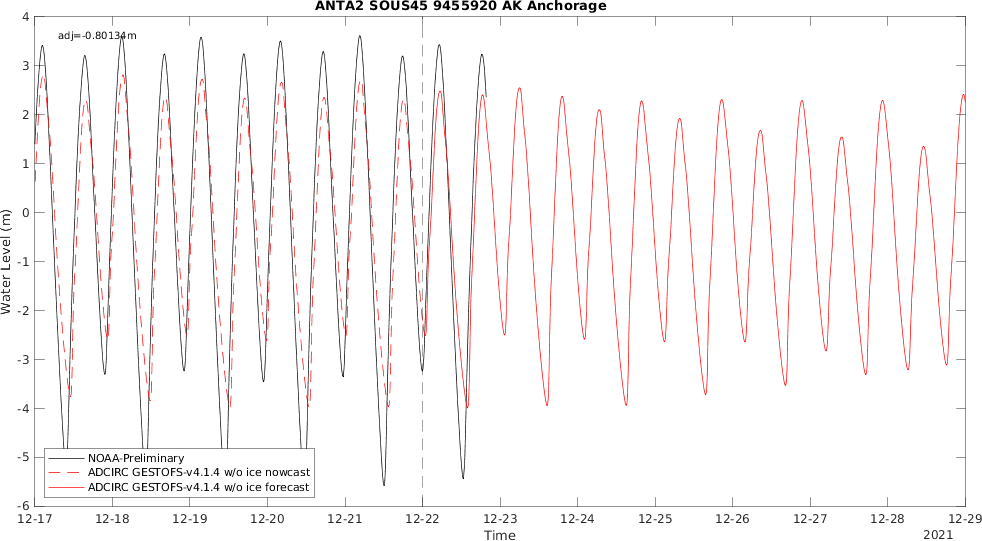 ANTA2 SOUS45 9455920 AK Anchorage
adj=-0.80134m
4
3
2
1
0
-1
-2
-3
-4
-5
-6
Water Level (m)
NOAA-Preliminary
ADCIRC GESTOFS-v4.1.4 w/o ice nowcast
ADCIRC GESTOFS-v4.1.4 w/o ice forecast
12-17 12-18 12-19 12-20 12-21 12-22 12-23 12-24 12-25 12-26 12-27 12-28 12-29
Time
2021